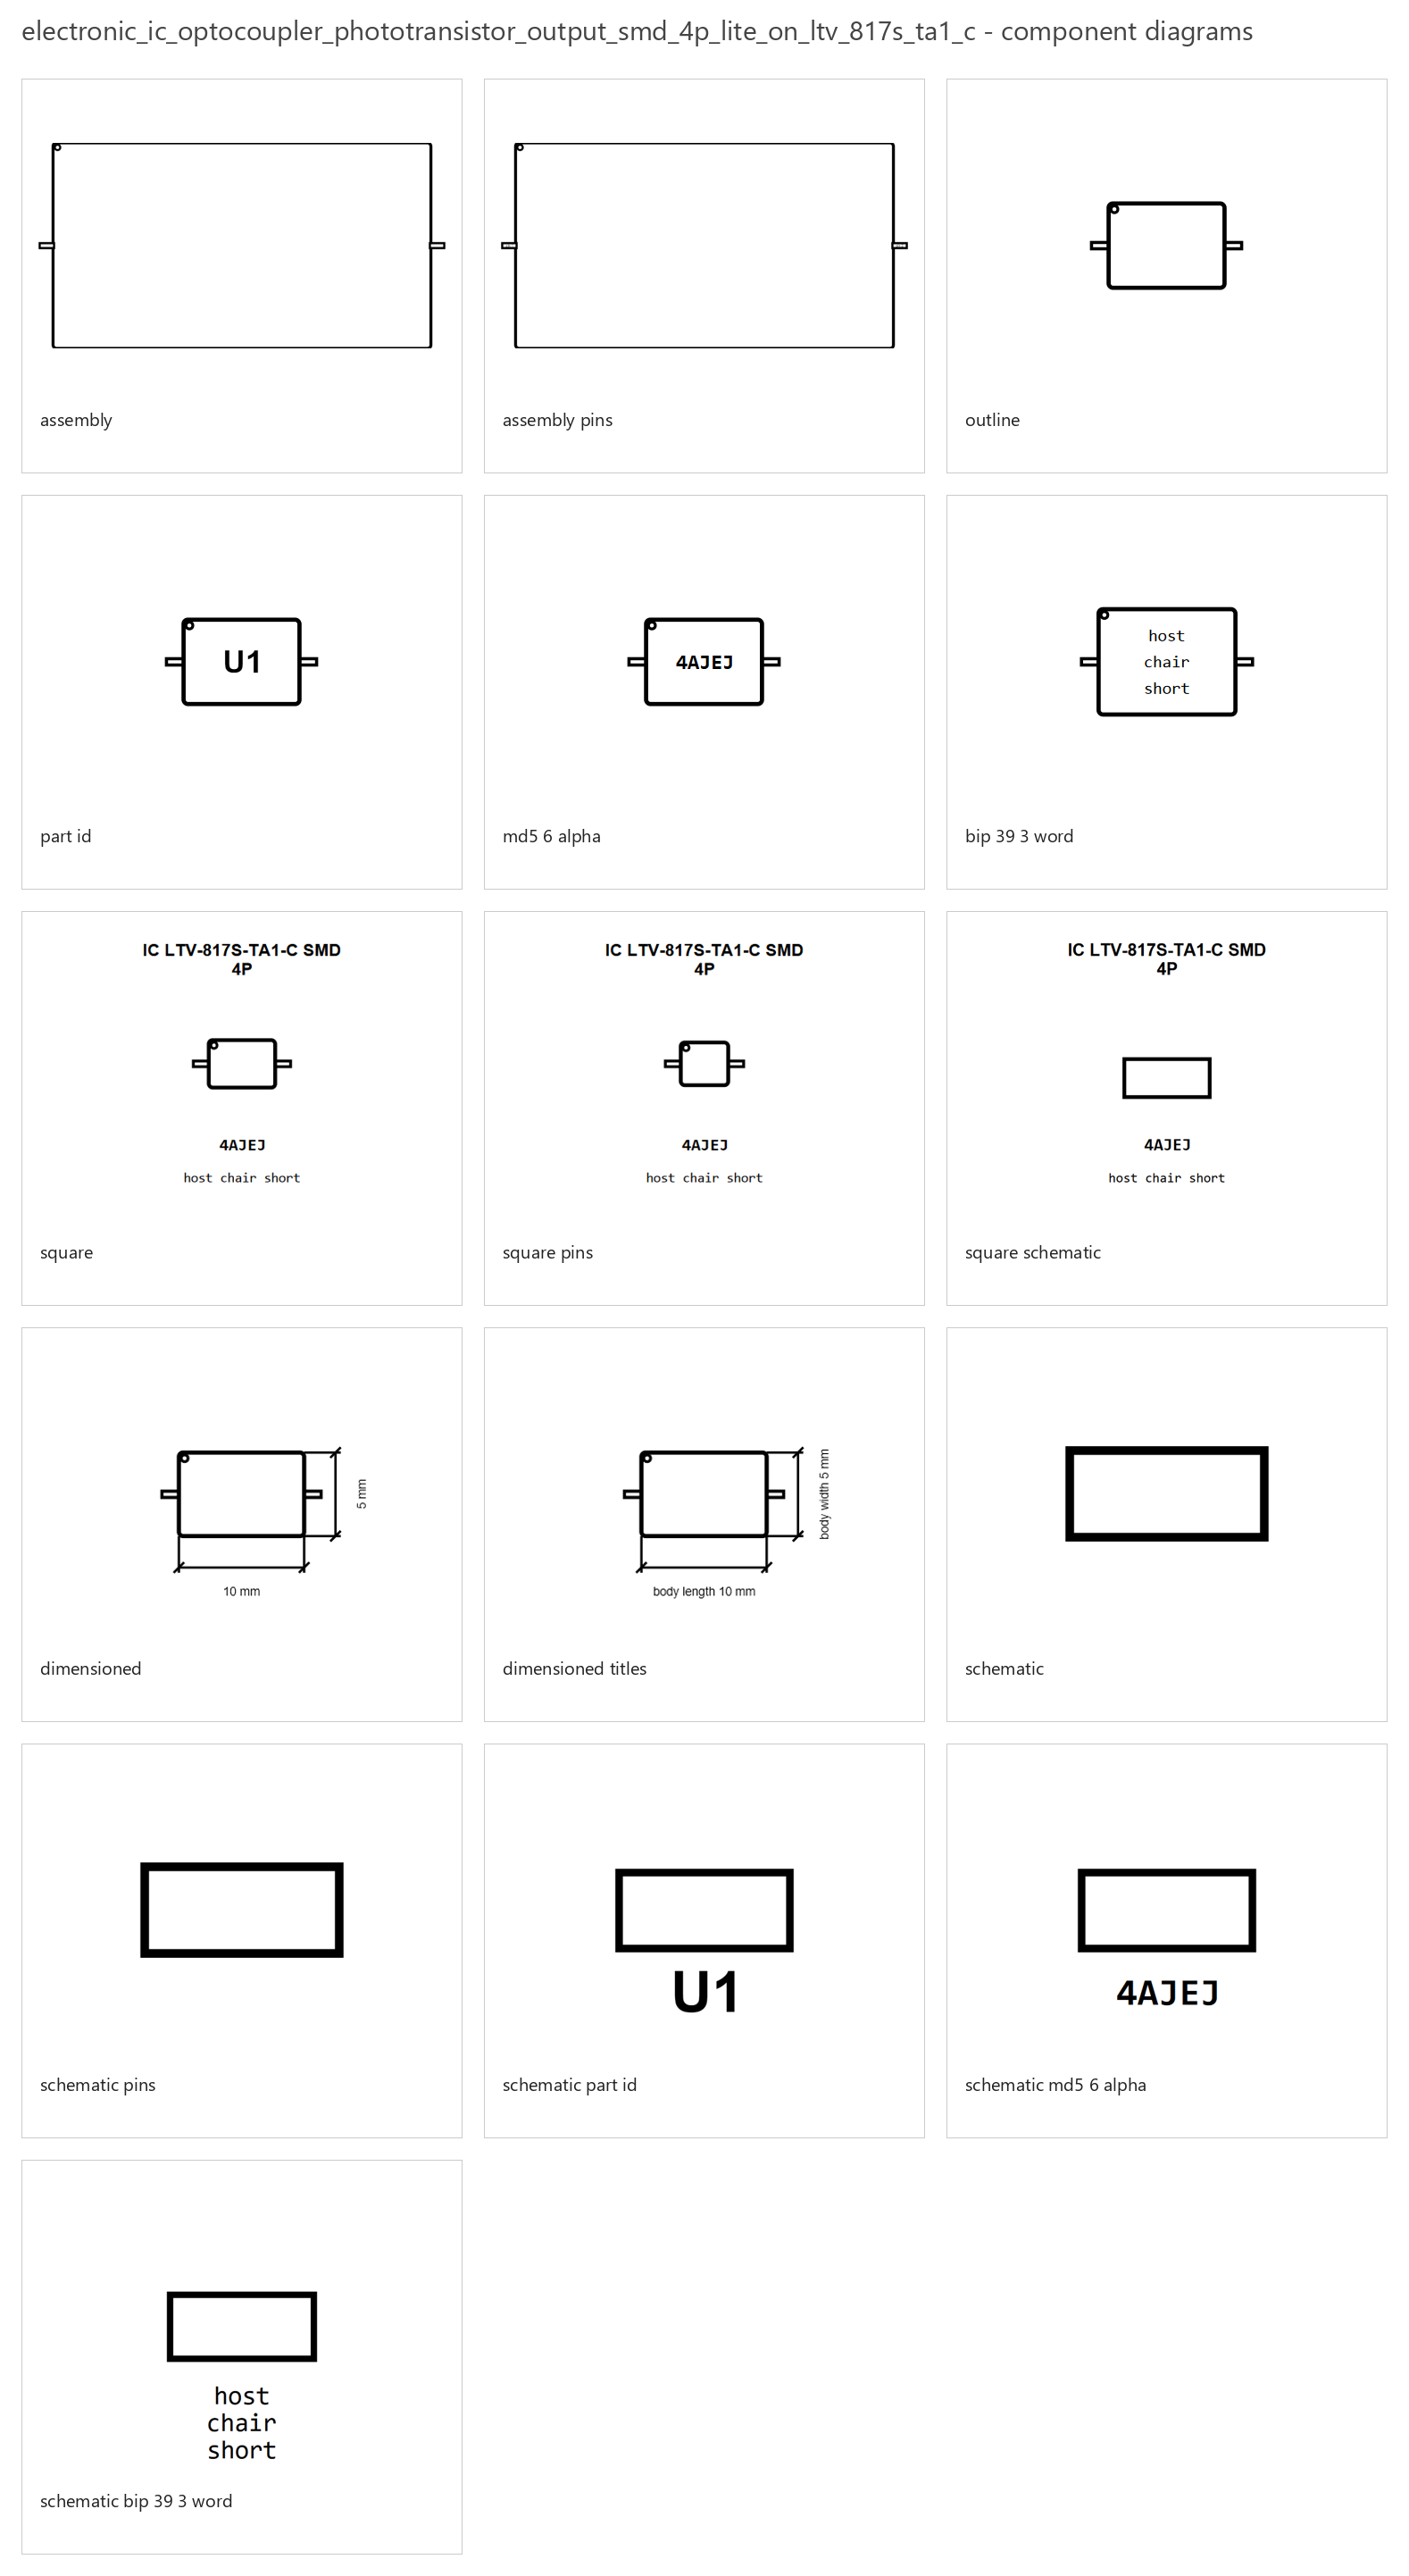 electronic_ic_optocoupler_phototransistor_output_smd_4p_lite_on_ltv_817s_ta1_c - component diagrams
assembly
assembly pins
outline
U1
part id
4AJEJ
md5 6 alpha
host
chair
short
bip 39 3 word
IC LTV-817S-TA1-C SMD
4P
4AJEJ
host chair short
square
IC LTV-817S-TA1-C SMD
4P
4AJEJ
host chair short
square pins
IC LTV-817S-TA1-C SMD
4P
4AJEJ
host chair short
square schematic
5 mm
10 mm
dimensioned
body width 5 mm
body length 10 mm
dimensioned titles
schematic
schematic pins
U1
schematic part id
4AJEJ
schematic md5 6 alpha
host
chair
short
schematic bip 39 3 word